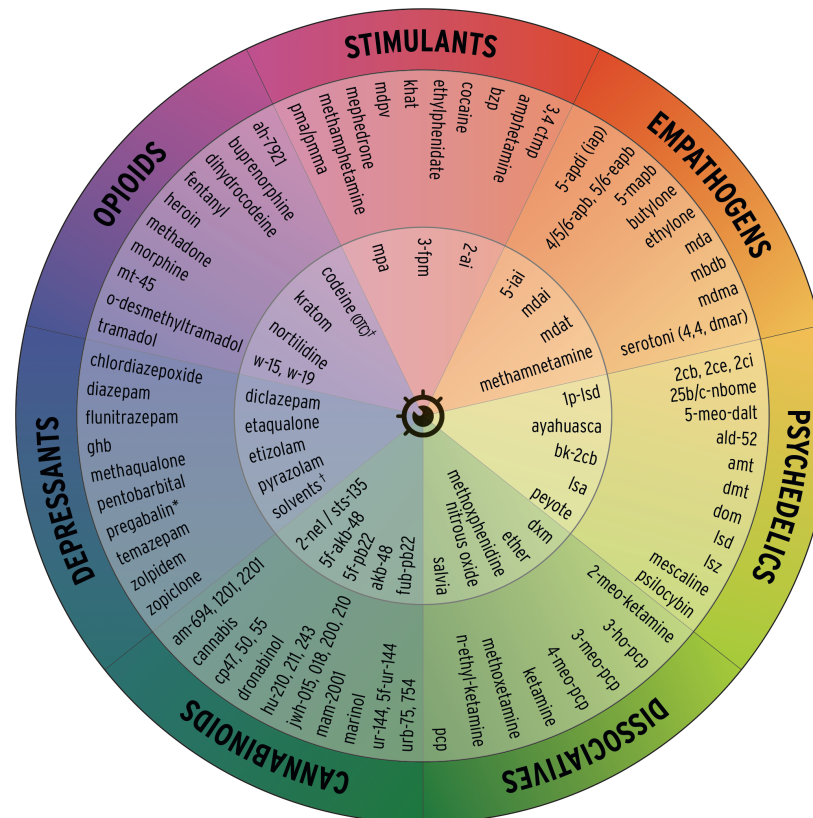 STIMULANTS
pma/pmma
methamphetamine
mephedrone
mdpv
khat
ethylphenidate
cocaine
bzp
amphetamine
3,4 ctmp
mpa
3-fpm
2-ai
EMPATHOGENS
5-apdi (iap)
4/5/6-apb, 5/6-eapb
5-mapb
butylone
ethylone
mda
mbdb
mdma
serotoni (4,4, dmar)
5-iai
mdai
mdat
methamnetamine
PSYCHEDELICS
2cb, 2ce, 2ci
25b/c-nbome
5-meo-dalt
ald-52
amt
dmt
dom
lsd
lsz
mescaline
psilocybin
1p-lsd
ayahuasca
bk-2cb
lsa
peyote
DISSOCIATIVES
2-meo-ketamine
3-ho-pcp
3-meo-pcp
4-meo-pcp
ketamine
methoxetamine
n-ethyl-ketamine
pcp
dxm
ether
methoxphenidine
nitrous oxide
salvia
CANNABINOIDS
am-694, 1201, 2201
cannabis
cp47, 50, 55
dronabinol
hu-210, 211, 243
jwh-015, 018, 200, 210
mam-2001
marinol
ur-144, 5f-ur-144
urb-75, 754
2-ne1 / sts-135
5f-akb-48
5f-pb22
akb-48
fub-pb22
DEPRESSANTS
chlordiazepoxide
diazepam
flunitrazepam
ghb
methaqualone
pentobarbital
pregabalin*
temazepam
zolpidem
zopiclone
diclazepam
etaqualone
etizolam
pyrazolam
solvents†
OPIOIDS
ah-7921
buprenorphine
dihydrocodeine
fentanyl
heroin
methadone
morphine
mt-45
o-desmethyltramadol
tramadol
codeine (OTC)†
kratom
nortilidine
w-15, w-19